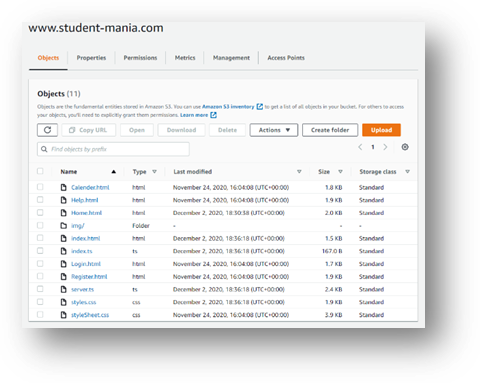 www.student-mania.com
Objects Properties Permissions Metrics Management Access Points
Objects (11)
Objects are the fundamental entities stored in Amazon S3. You can use Amazon S3 inventory to get a list of all objects in your bucket. For others to access
your objects, you'll need to explicitly grant them permissions. Learn more
Copy URL Open Download Delete Actions Create folder Upload
Find objects by prefix
1
Name Type Last modified Size Storage class
Calender.html html November 24, 2020, 16:04:08 (UTC+00:00) 1.8 KB Standard
Help.html html November 24, 2020, 16:04:08 (UTC+00:00) 1.9 KB Standard
Home.html html December 2, 2020, 18:30:38 (UTC+00:00) 2.0 KB Standard
img/ Folder - - -
index.html html December 2, 2020, 18:36:18 (UTC+00:00) 1.5 KB Standard
index.ts ts December 2, 2020, 18:36:18 (UTC+00:00) 167.0 B Standard
Login.html html November 24, 2020, 16:04:08 (UTC+00:00) 1.7 KB Standard
Register.html html November 24, 2020, 16:04:08 (UTC+00:00) 1.9 KB Standard
server.ts ts December 2, 2020, 18:36:18 (UTC+00:00) 2.4 KB Standard
styles.css css December 2, 2020, 18:36:18 (UTC+00:00) 1.9 KB Standard
styleSheet.css css November 24, 2020, 16:04:08 (UTC+00:00) 3.9 KB Standard